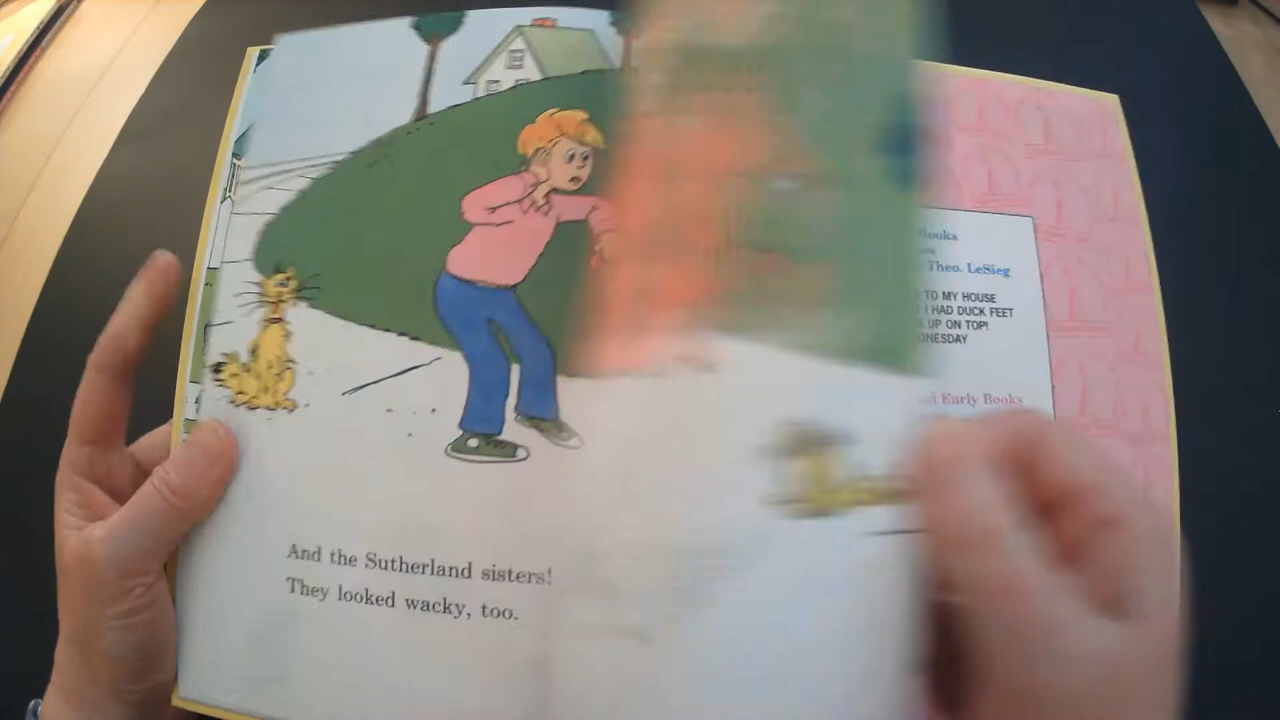 And the Sutherland sisters!
They looked wacky, too.
Books
Theo. LeSieg
TO MY HOUSE
I HAD DUCK FEET
UP ON TOP!
Early Books